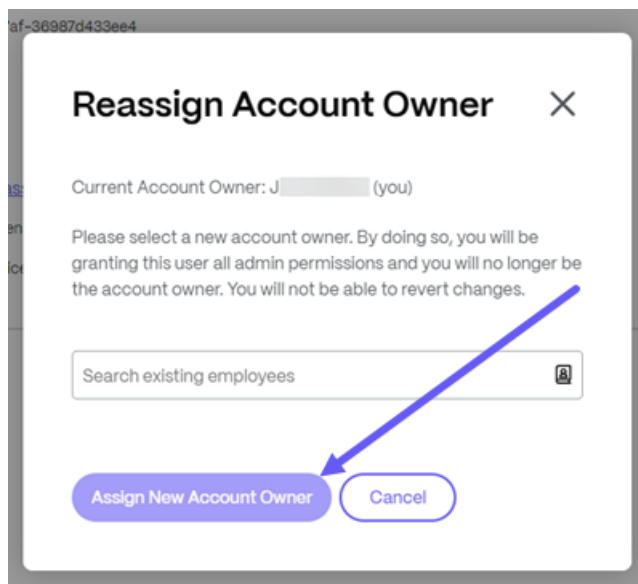 af-36987d433ee4
Reassign Account Owner
Current Account Owner: J (you)
Please select a new account owner. By doing so, you will be
granting this user all admin permissions and you will no longer be
the account owner. You will not be able to revert changes.
Search existing employees
Assign New Account Owner
Cancel